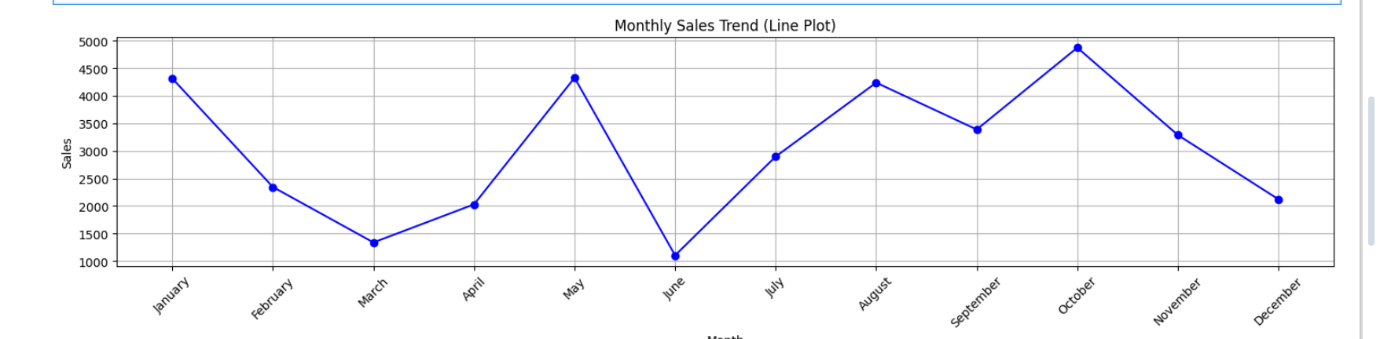 Monthly Sales Trend (Line Plot)
5000
4500
4000
3500
3000
2500
2000
1500
1000
Sales
January
February
March
April
May
June
July
August
September
October
November
December
Month